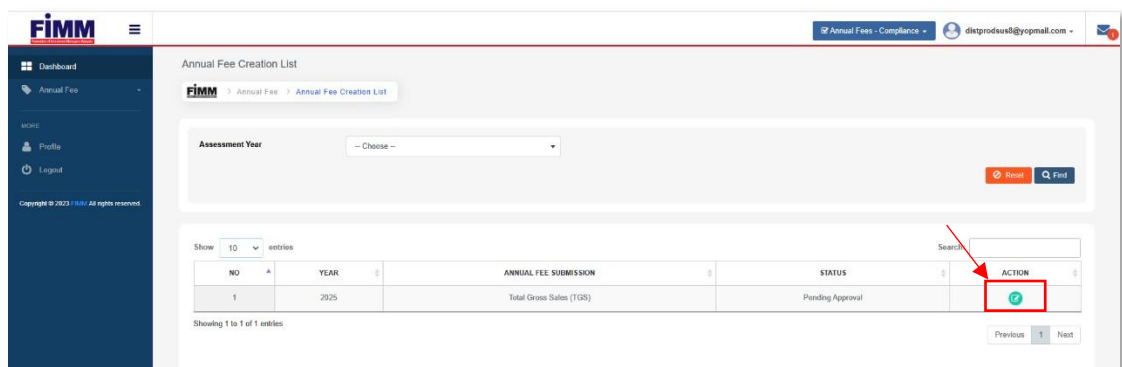 FiMM
Annual Fees - Compliance
distprodsus8@yopmail.com
1
Dashboard
Annual Fee
MORE
Profile
Logout
Copyright © 2023 FIMM All rights reserved.
Annual Fee Creation List
FiMM > Annual Fee > Annual Fee Creation List
Assessment Year
-- Choose --
Reset
Find
Show 10 entries
Search:
NO YEAR ANNUAL FEE SUBMISSION STATUS ACTION
1 2025 Total Gross Sales (TGS) Pending Approval
Showing 1 to 1 of 1 entries
Previous 1 Next